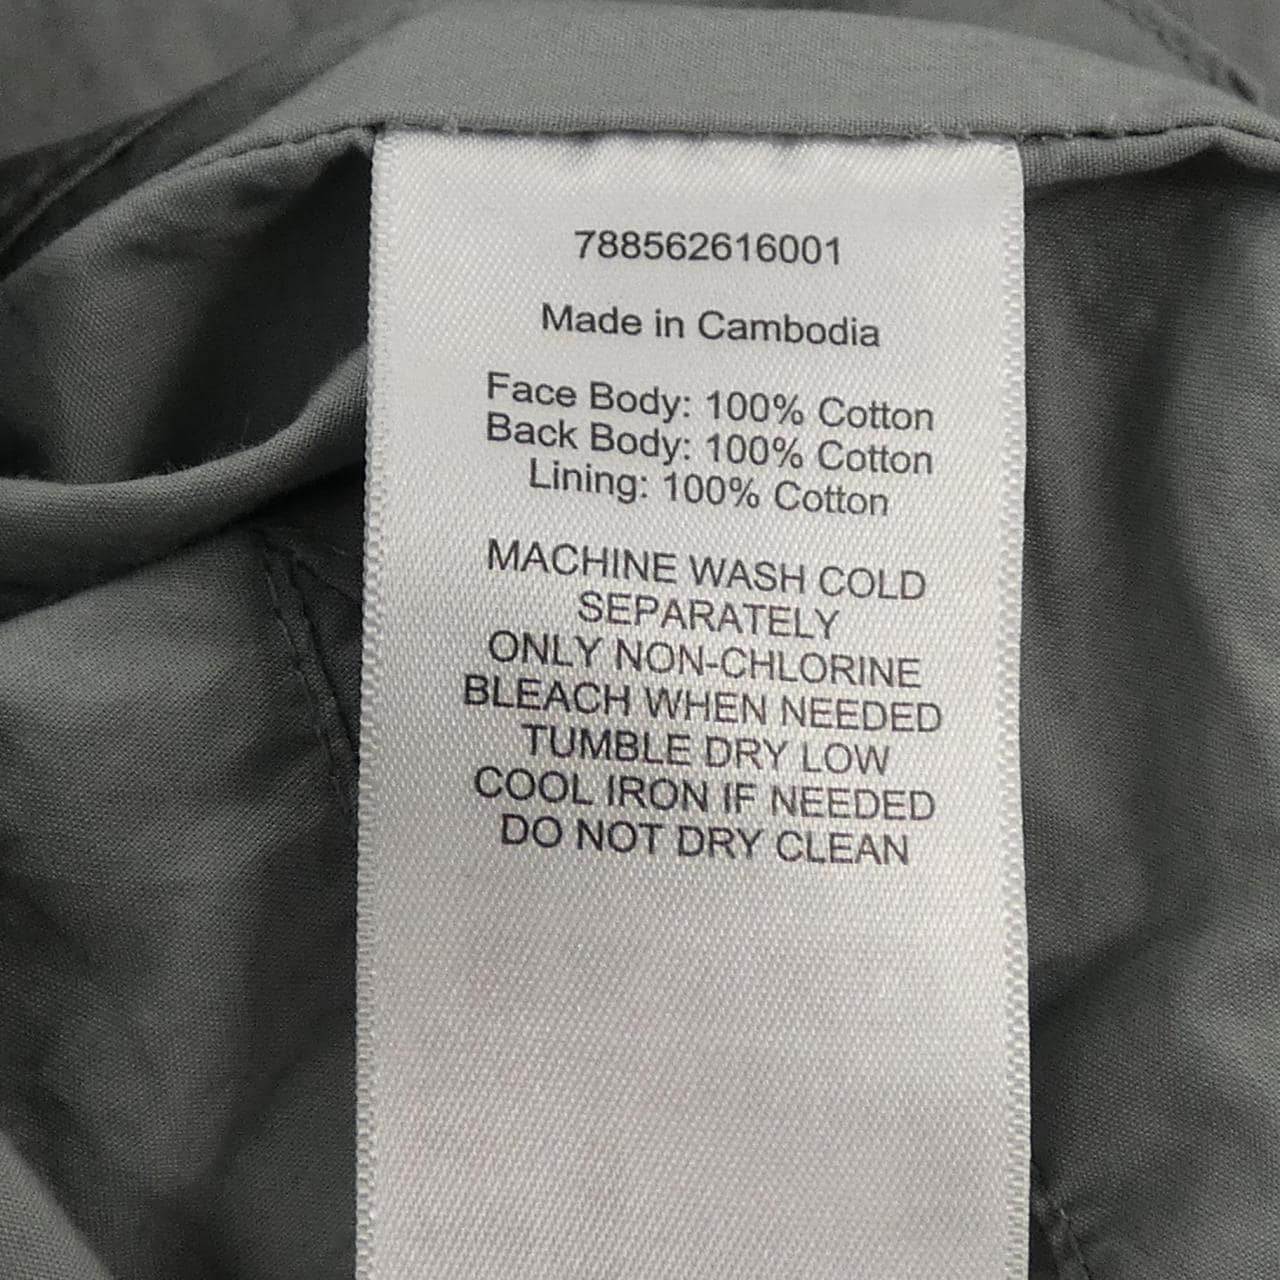 788562616001
Made in Cambodia
Face Body: 100% Cotton
Back Body: 100% Cotton
Lining: 100% Cotton
MACHINE WASH COLD
SEPARATELY
ONLY NON-CHLORINE
BLEACH WHEN NEEDED
TUMBLE DRY LOW
COOL IRON IF NEEDED
DO NOT DRY CLEAN